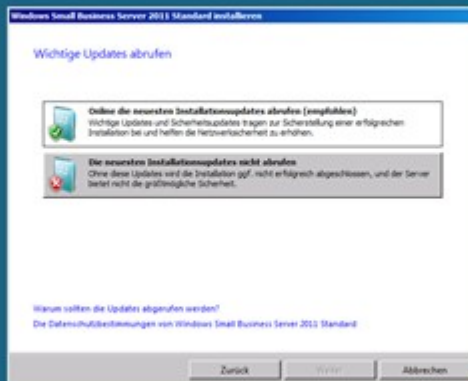 Windows Small Business Server 2011 Standard installieren
Wichtige Updates abrufen
Online die neuesten Installationsupdates abrufen (empfohlen)
Wichtige Updates und Sicherheitsupdates tragen zur Sicherstellung einer erfolgreichen
Installation bei und helfen die Netzwerksicherheit zu erhöhen.
Die neuesten Installationsupdates nicht abrufen
Ohne diese Updates wird die Installation ggf. nicht erfolgreich abgeschlossen, und der Server
bietet nicht die größtmögliche Sicherheit.
Warum sollten die Updates abgerufen werden?
Die Datenschutzbestimmungen von Windows Small Business Server 2011 Standard
Zurück
Weiter
Abbrechen